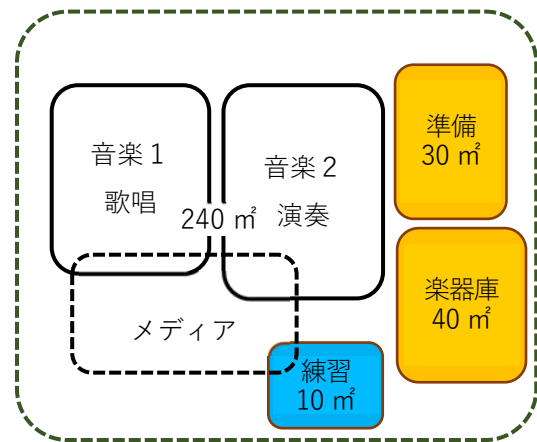 音楽１
歌唱
音楽２
演奏
240 ㎡
メディア
準備
30 ㎡
楽器庫
40 ㎡
練習
10 ㎡